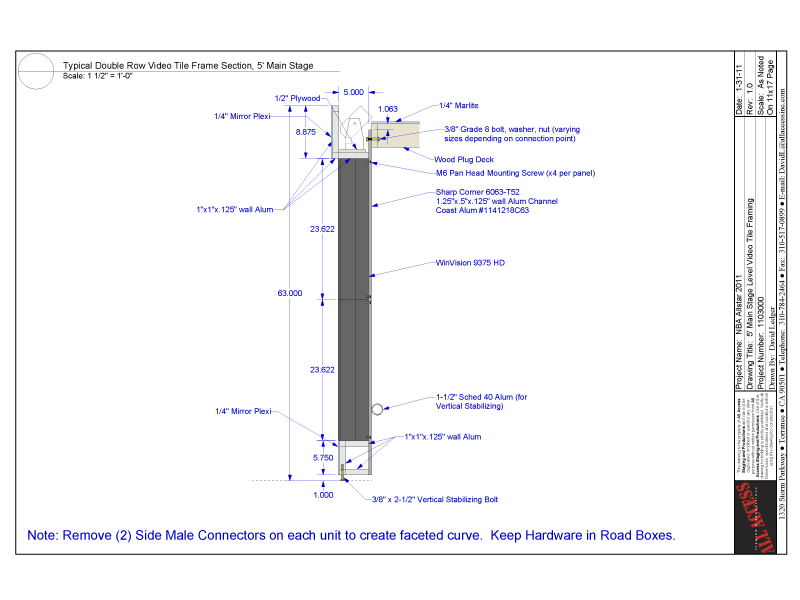 Typical Double Row Video Tile Frame Section, 5' Main Stage
Scale: 1 1/2" = 1'-0"
5.000
1/2" Plywood
1.063
1/4" Marlite
1/4" Mirror Plexi
8.875
3/8" Grade 8 bolt, washer, nut (varying
sizes depending on connection point)
Wood Plug Deck
M6 Pan Head Mounting Screw (x4 per panel)
Sharp Corner 6063-T52
1.25"x.5"x.125" wall Alum Channel
Coast Alum #1141218C63
1"x1"x.125" wall Alum
23.622
WinVision 9375 HD
63.000
23.622
1-1/2" Sched 40 Alum (for
Vertical Stabilizing)
1/4" Mirror Plexi
1"x1"x.125" wall Alum
5.750
1.000
3/8" x 2-1/2" Vertical Stabilizing Bolt
Note: Remove (2) Side Male Connectors on each unit to create faceted curve. Keep Hardware in Road Boxes.
Project Name: NBA Allstar 2011
Date: 1-31-11
Drawing Title: 5' Main Stage Level Video Tile Framing
Rev: 1.0
Project Number: 1103000
Scale: As Noted
Drawn By: David Ledger
On 11x17 Page
ALL ACCESS
1320 Storm Parkway ● Torrance ● CA 90501 ● Telephone: 310-784-2464 ● Fax: 310-517-0899 ● E-mail: DavidL@allaccessinc.com